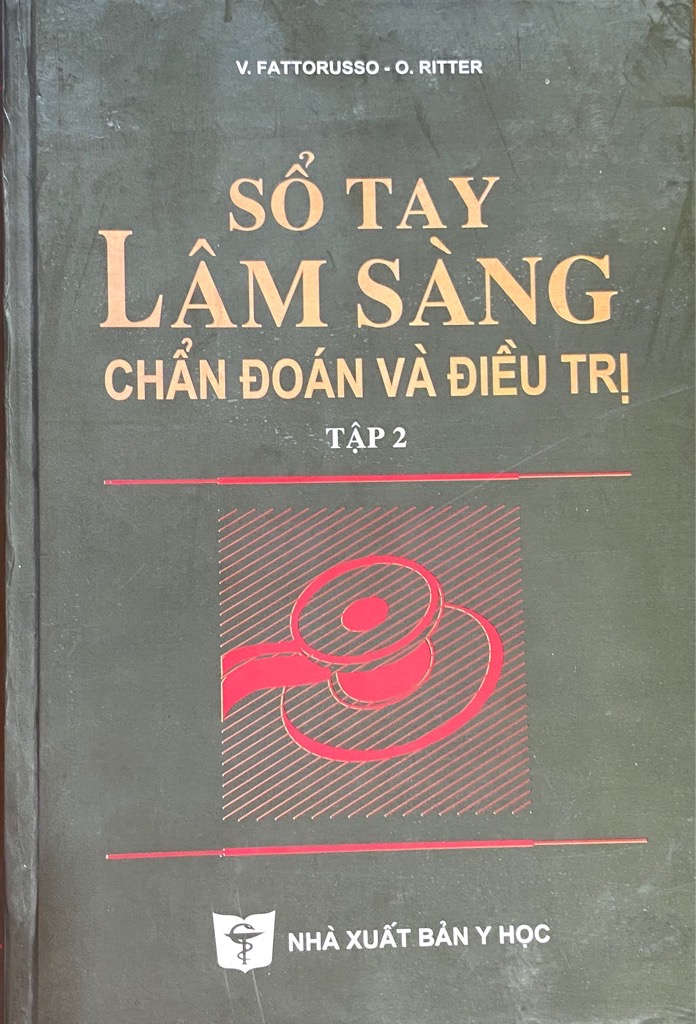 V. FATTORUSSO - O. RITTER
SỔ TAY
LÂM SÀNG
CHẨN ĐOÁN VÀ ĐIỀU TRỊ
TẬP 2
NHÀ XUẤT BẢN Y HỌC